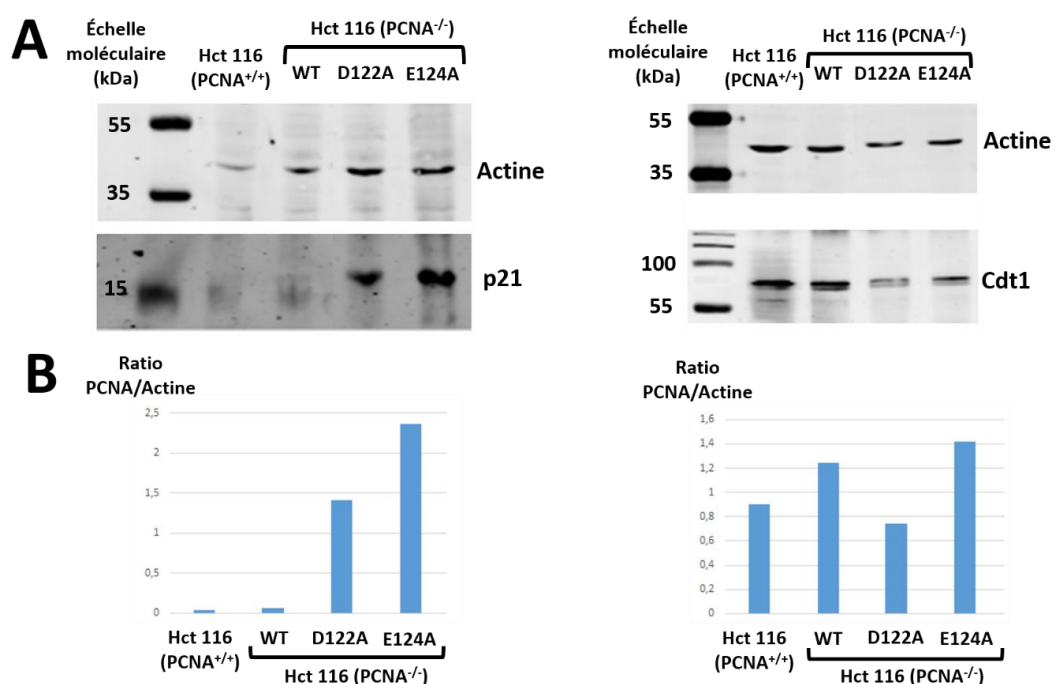 A
Échelle
moléculaire
(kDa)
Hct 116
(PCNA+/+)
Hct 116 (PCNA-/-)
WT D122A E124A
55
35
Actine
15
p21
Échelle
moléculaire
(kDa)
Hct 116
(PCNA+/+)
Hct 116 (PCNA-/-)
WT D122A E124A
55
35
Actine
100
55
Cdt1
B
Ratio
PCNA/Actine
2,5
2
1,5
1
0,5
0
Hct 116
(PCNA+/+)
WT D122A E124A
Hct 116 (PCNA-/-)
Ratio
PCNA/Actine
1,6
1,4
1,2
1
0,8
0,6
0,4
0,2
0
Hct 116
(PCNA+/+)
WT D122A E124A
Hct 116 (PCNA-/-)